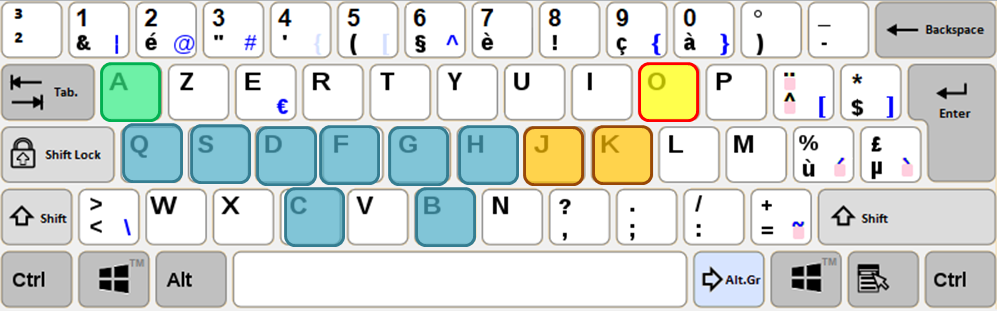 ³ 1 2 3 4 5 6 7 8 9 0 ° _ Backspace
² & | é @ " # ' { ( [ § ^ è ! ç { à } ) -
Tab. A Z E € R T Y U I O P ¨ ^ [ * $ ] Enter
Shift Lock Q S D F G H J K L M % ù ´ £ µ `
Shift > < \ W X C V B N ? , . ; / : + = ~ Shift
Ctrl TM Alt Alt.Gr TM Ctrl